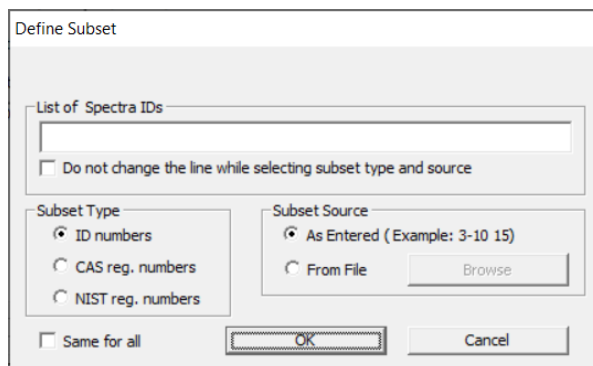 Define Subset
List of Spectra IDs
Do not change the line while selecting subset type and source
Subset Type
ID numbers
CAS reg. numbers
NIST reg. numbers
Subset Source
As Entered ( Example: 3-10 15)
From File
Browse
Same for all
OK
Cancel